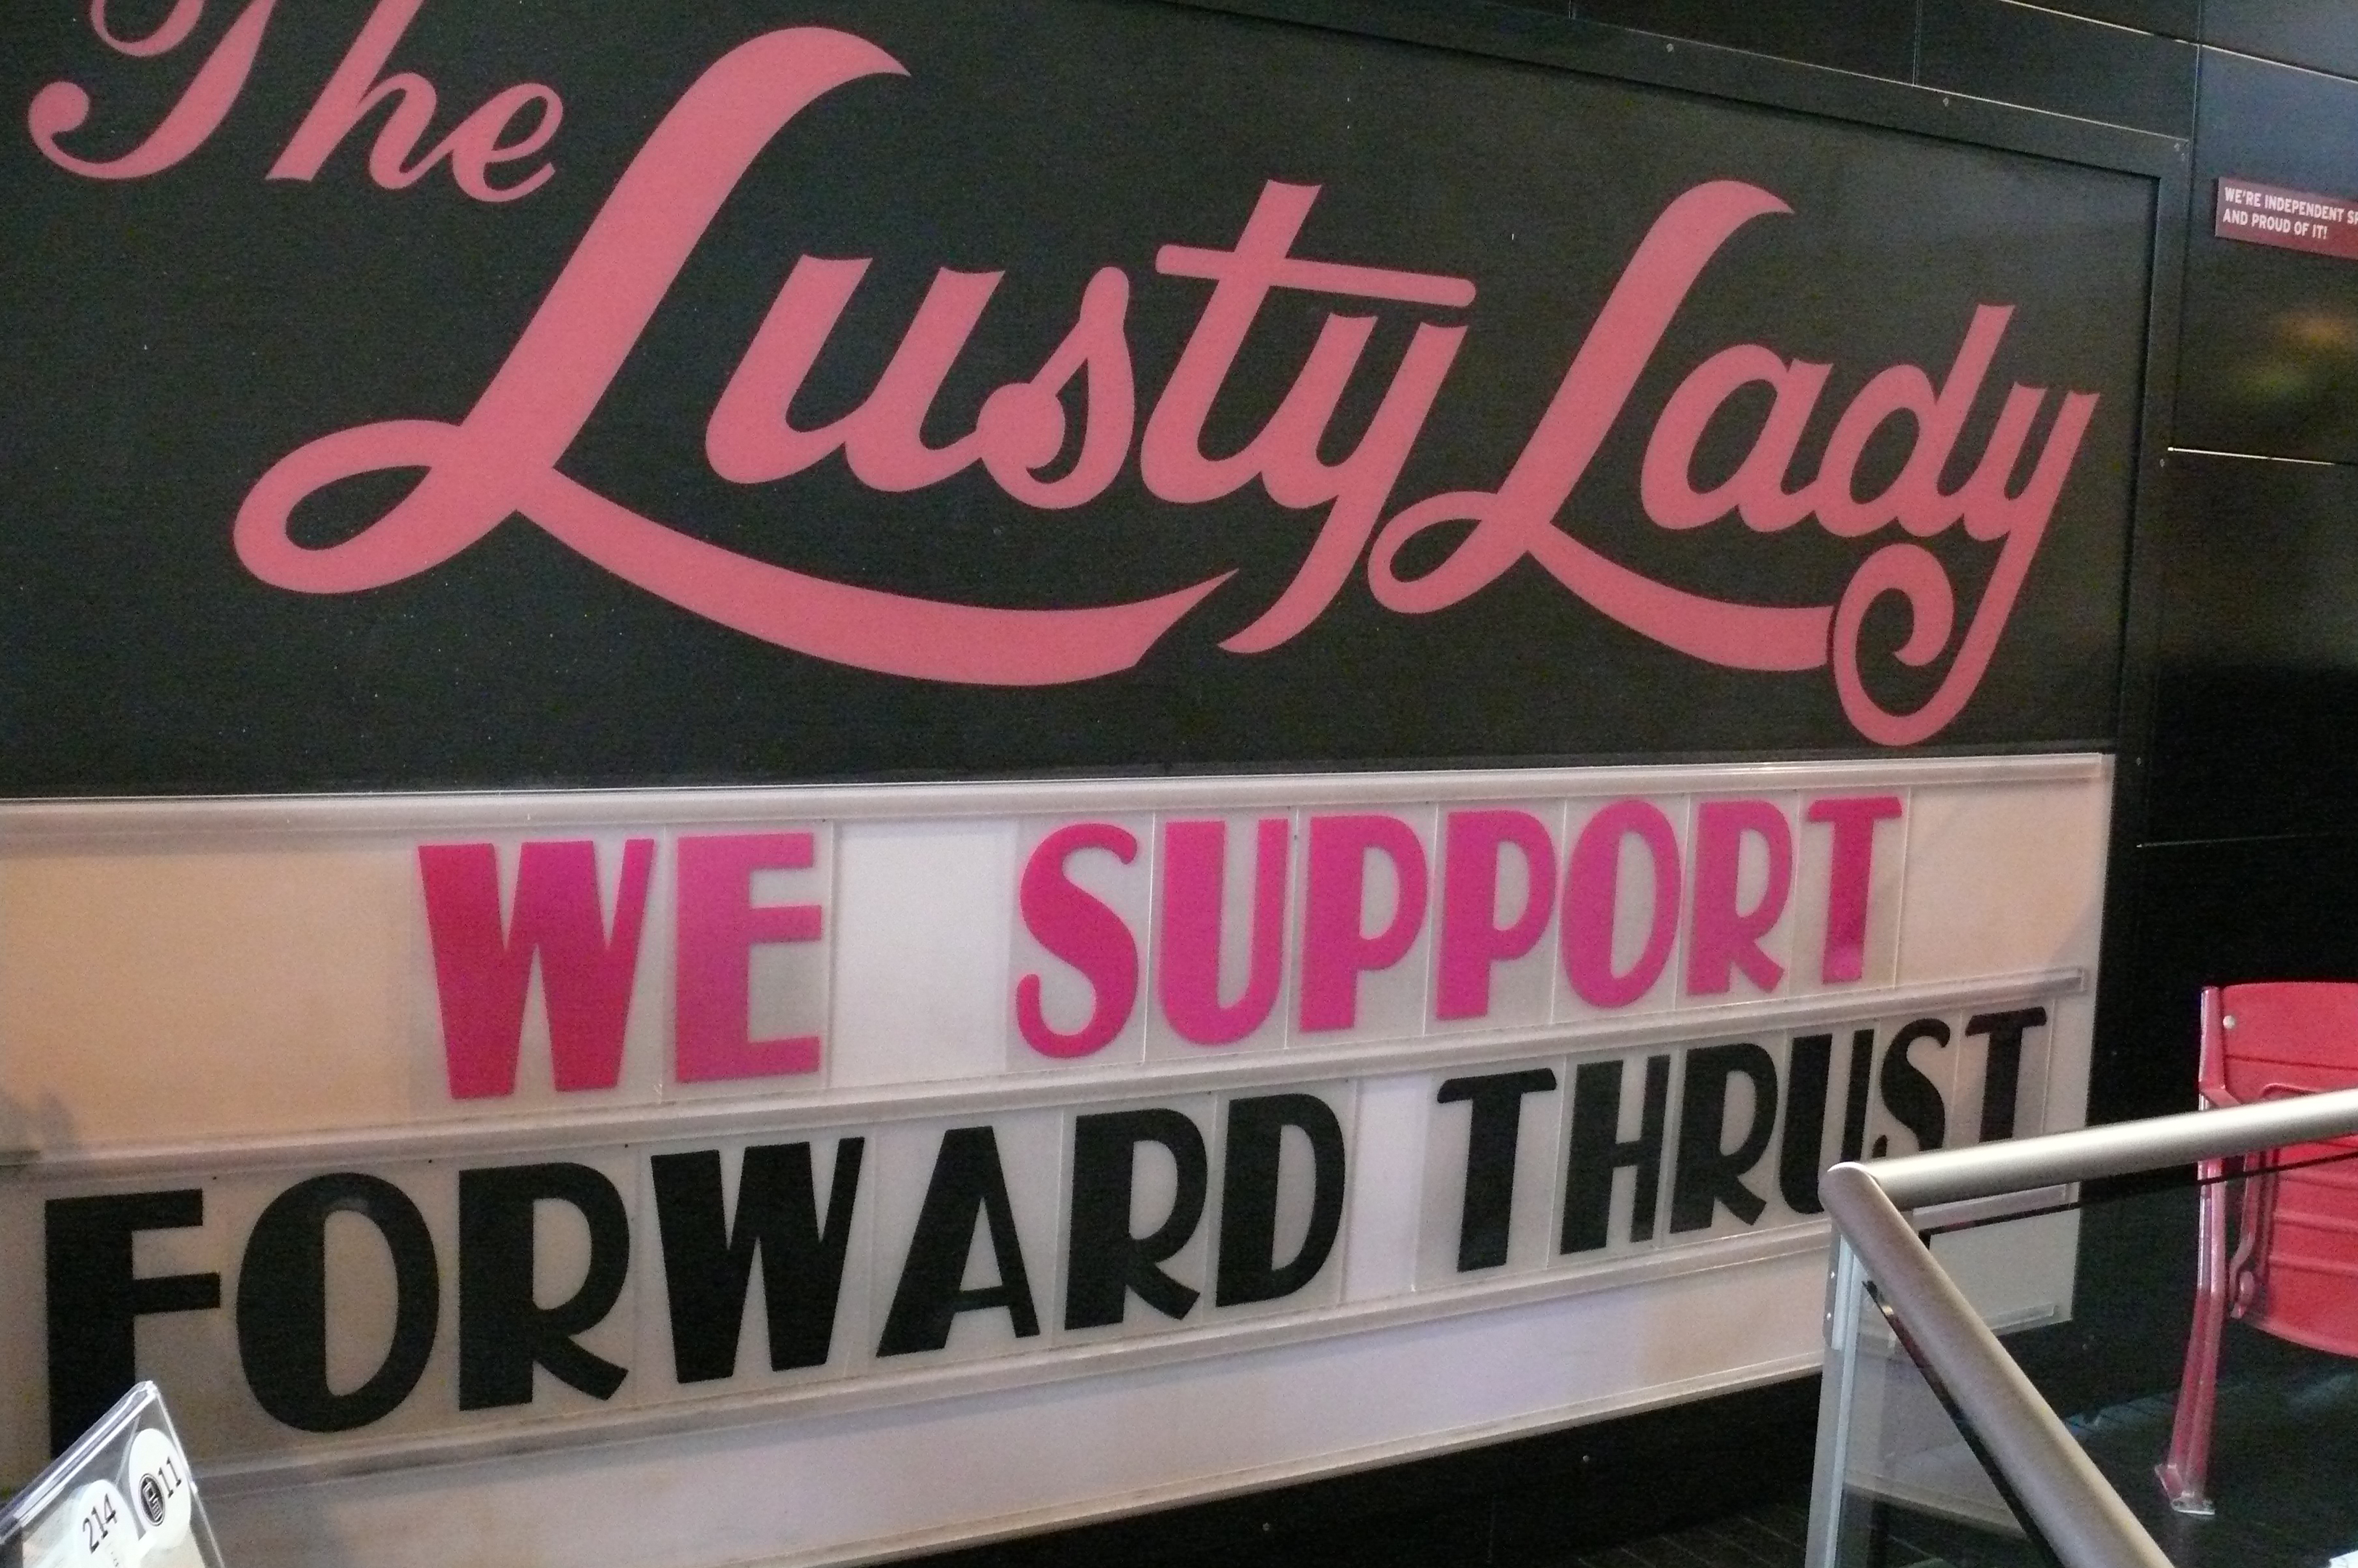 The Lusty Lady
WE SUPPORT
FORWARD THRUST
WE'RE INDEPENDENT
AND PROUD OF IT!
214
11